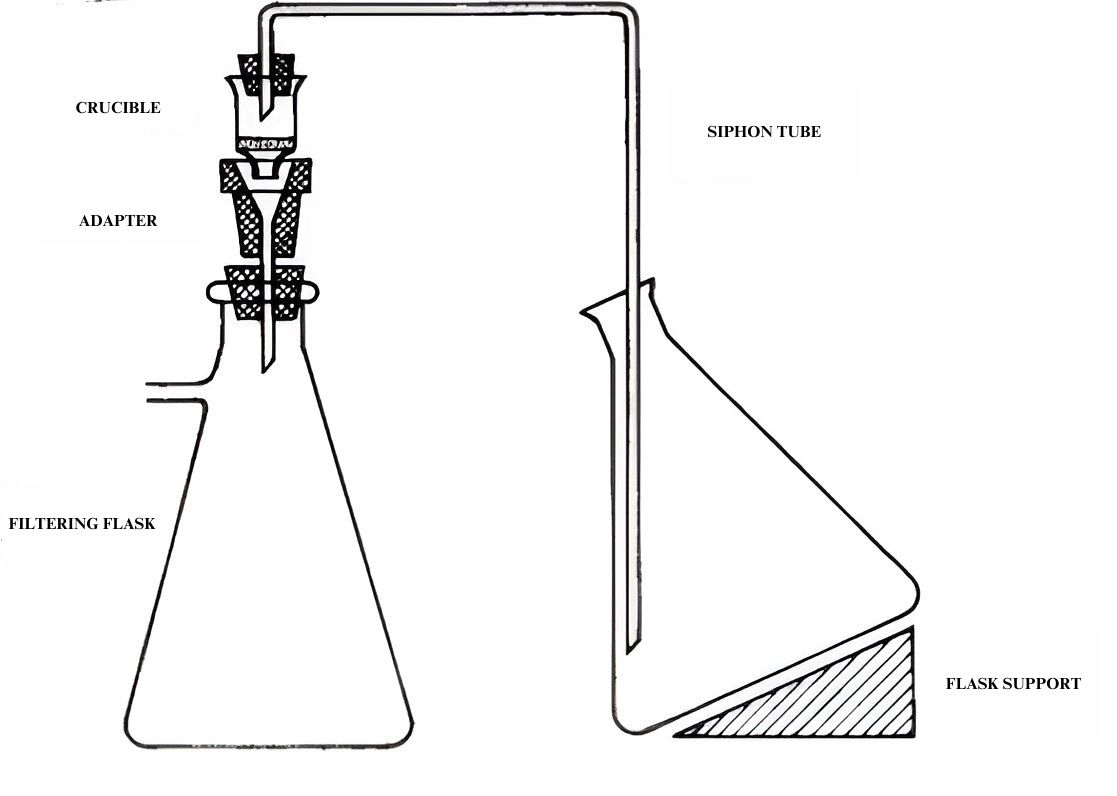 CRUCIBLE
SIPHON TUBE
ADAPTER
FILTERING FLASK
FLASK SUPPORT